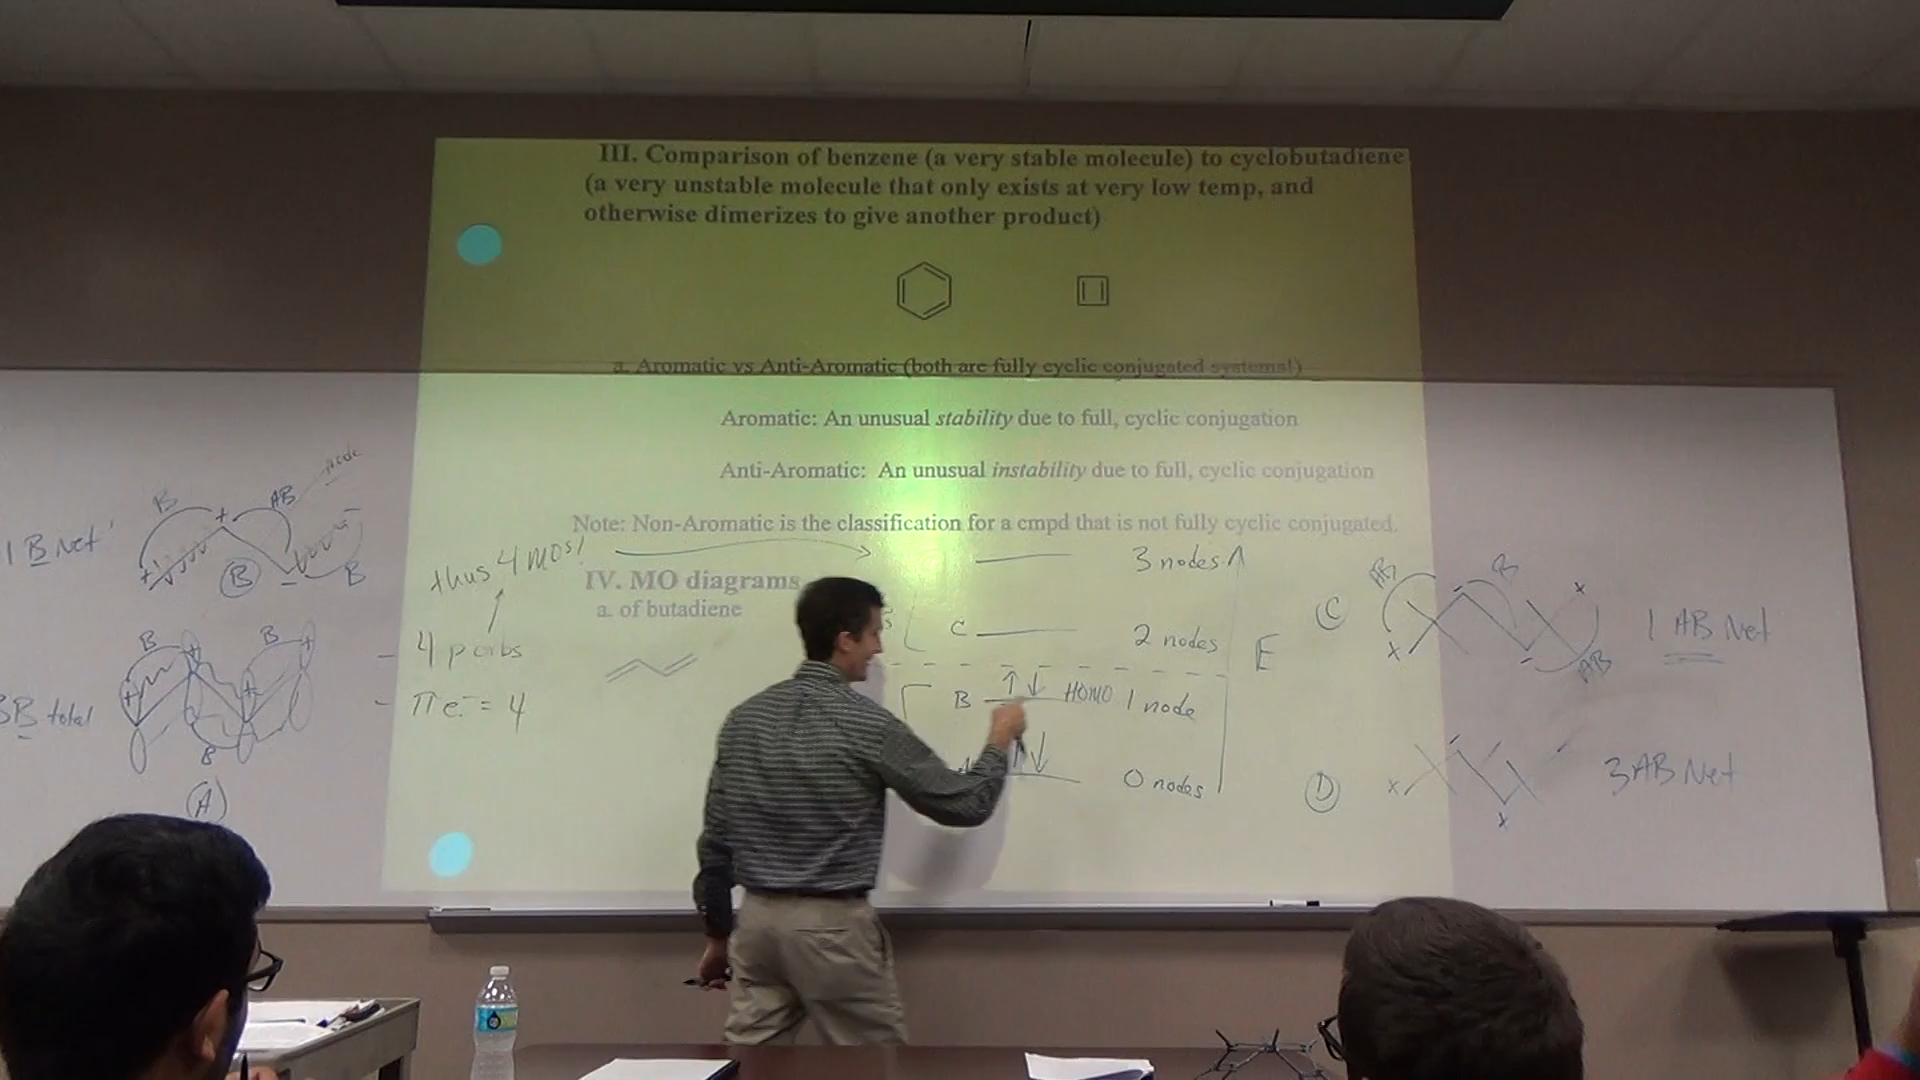 III. Comparison of benzene (a very stable molecule) to cyclobutadiene
(a very unstable molecule that only exists at very low temp, and
otherwise dimerizes to give another product)
a. Aromatic vs Anti-Aromatic (both are fully cyclic conjugated systems!)
Aromatic: An unusual stability due to full, cyclic conjugation
Anti-Aromatic: An unusual instability due to full, cyclic conjugation
Note: Non-Aromatic is the classification for a cmpd that is not fully cyclic conjugated.
IV. MO diagrams
a. of butadiene
node
B
AB
+
1 B Net
+
B
-
B
B
B
+
+
+
+
3B total
B
A
thus 4 mos!
4 p orbs
π e- = 4
3 nodes
C
2 nodes
E
B
↑↓
HOMO
1 node
↑↓
0 nodes
C
AB
B
x
x
-
-
AB
1 AB Net
D
x
-
-
x
3 AB Net